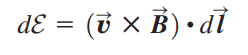 dℰ = (v⃗ × B⃗) • dl⃗